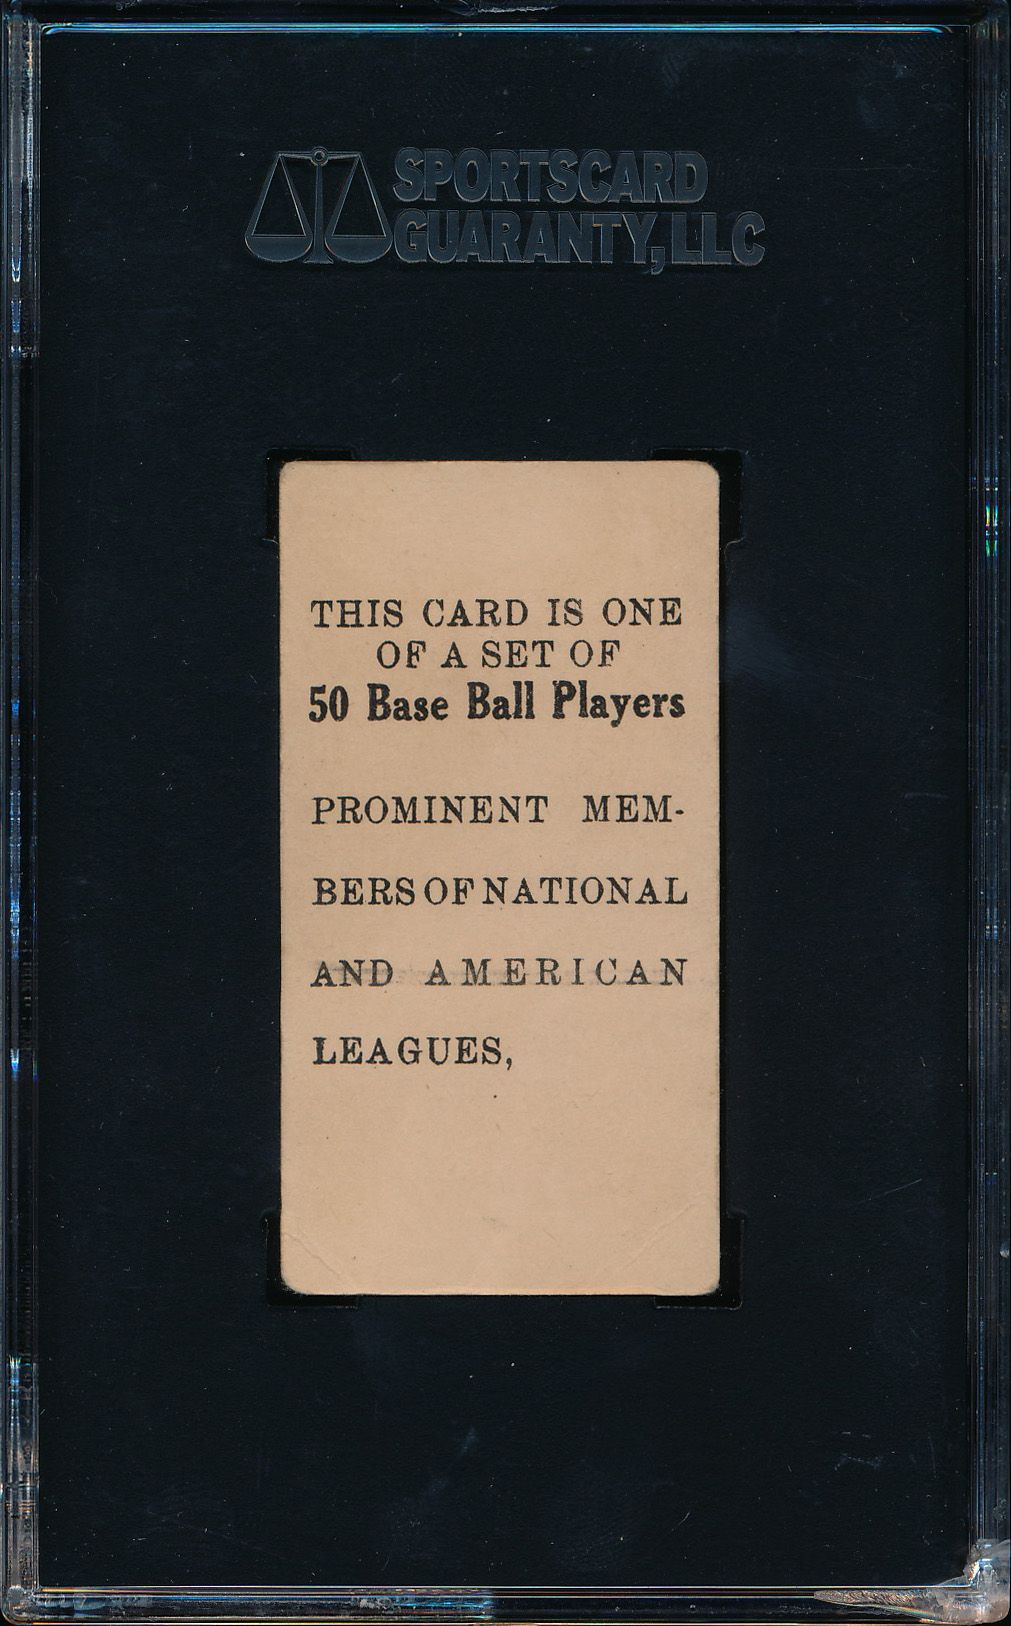 SPORTSCARD
GUARANTY, LLC
THIS CARD IS ONE
OF A SET OF
50 Base Ball Players
PROMINENT MEM-
BERS OF NATIONAL
AND AMERICAN
LEAGUES,